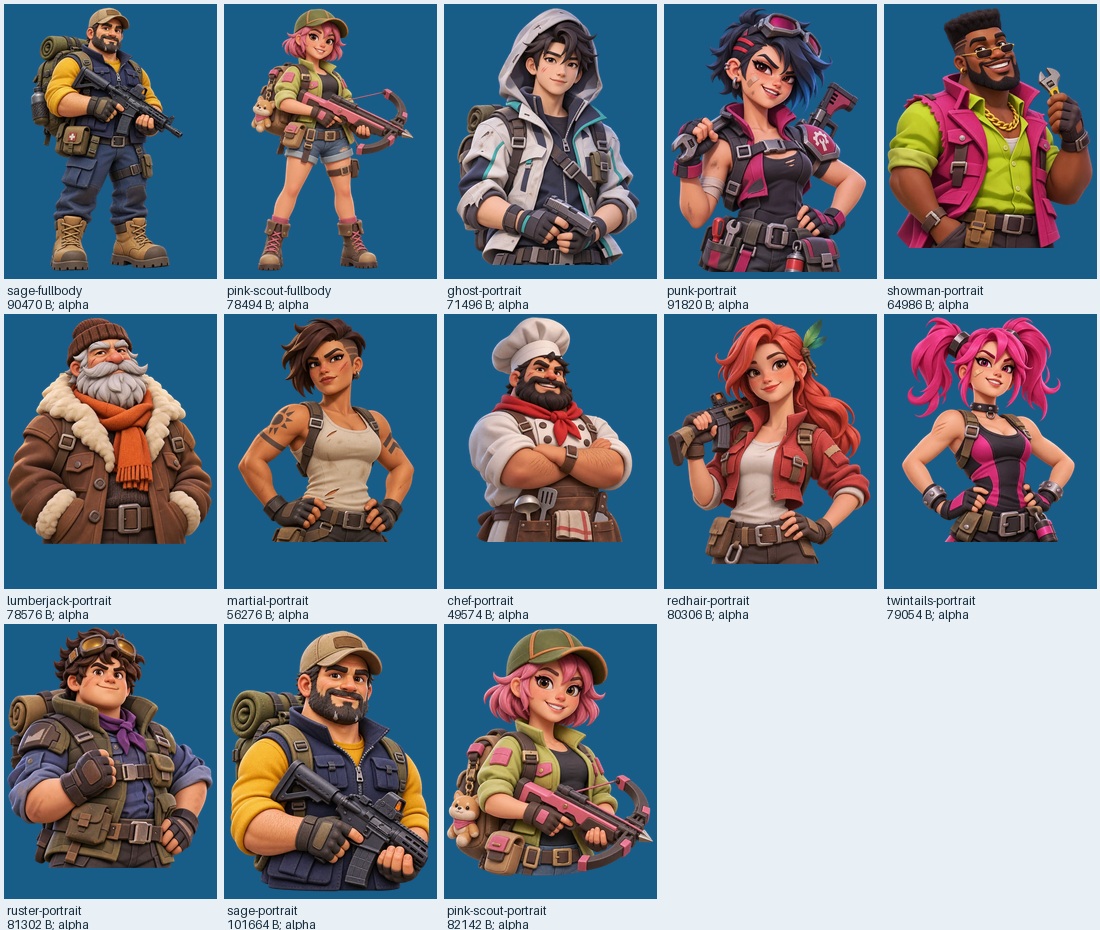 sage-fullbody
90470 B; alpha
pink-scout-fullbody
78494 B; alpha
ghost-portrait
71496 B; alpha
punk-portrait
91820 B; alpha
showman-portrait
64986 B; alpha
lumberjack-portrait
78576 B; alpha
martial-portrait
56276 B; alpha
chef-portrait
49574 B; alpha
redhair-portrait
80306 B; alpha
twintails-portrait
79054 B; alpha
ruster-portrait
81302 B; alpha
sage-portrait
101664 B; alpha
pink-scout-portrait
82142 B; alpha